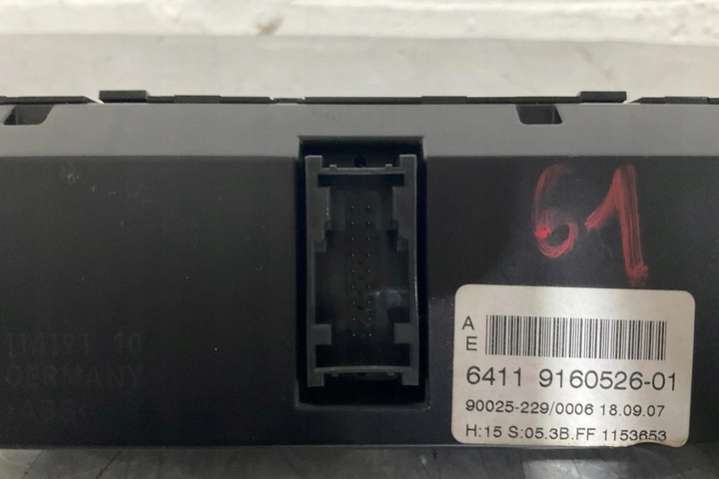 61
A
E
6411 9160526-01
90025-229/0006 18.09.07
H:15 S:05.3B.FF 1153653
GERMANY